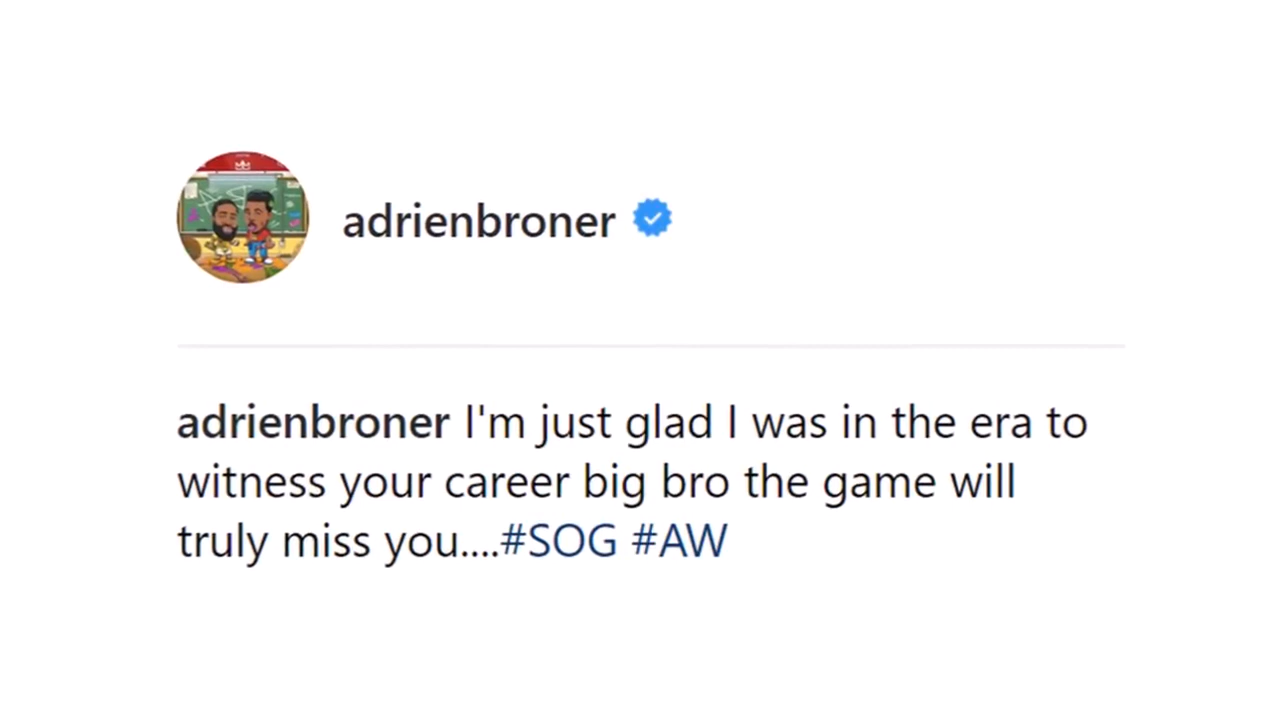 adrienbroner
adrienbroner I'm just glad I was in the era to
witness your career big bro the game will
truly miss you....#SOG #AW